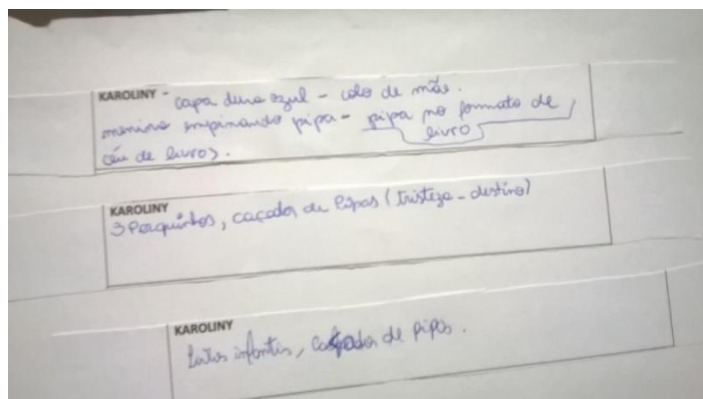 KAROLINY - capa dura azul - colo de mãe.
menino empinando pipa - pipa no formato de livro
céu de livros.
KAROLINY
3 Porquinhos, caçador de Pipas (tristeza - destino)
KAROLINY
infantis, caçador de pipas.